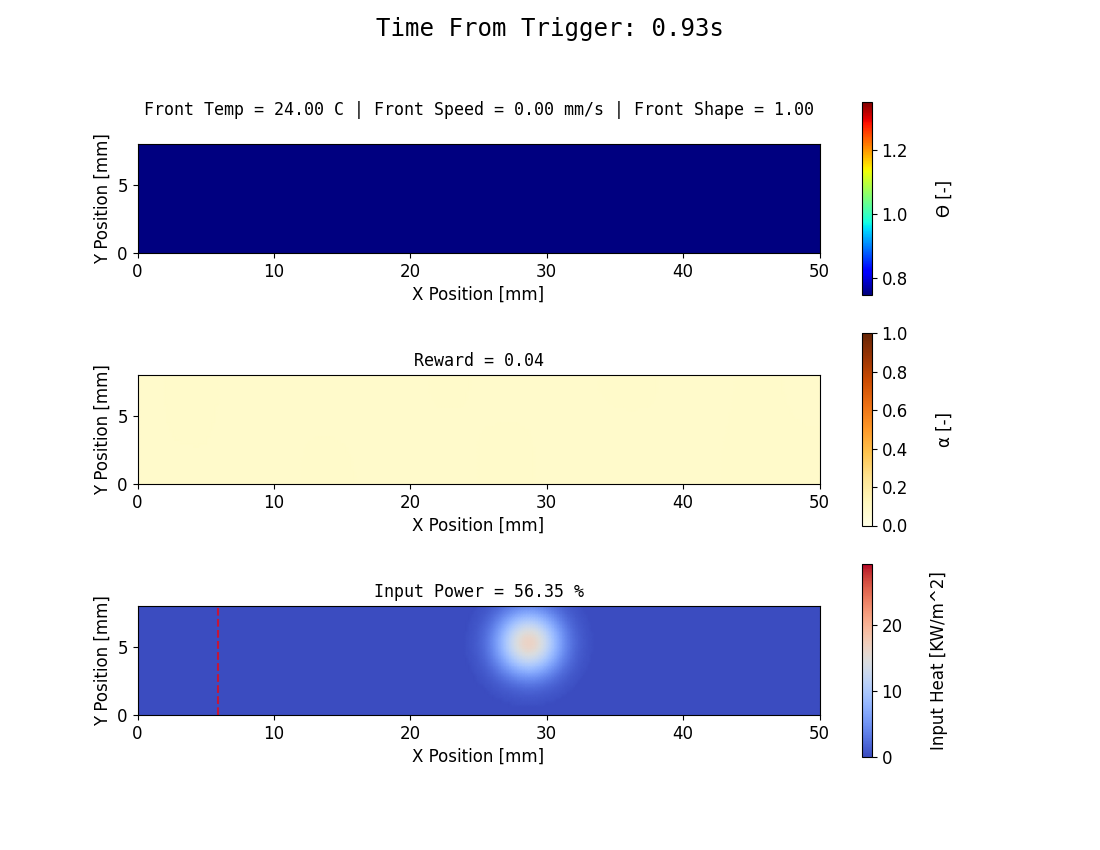 Time From Trigger: 0.93s
Front Temp = 24.00 C | Front Speed = 0.00 mm/s | Front Shape = 1.00
Y Position [mm]
5
0
0 10 20 30 40 50
X Position [mm]
1.2
1.0
0.8
Θ [-]
Reward = 0.04
Y Position [mm]
5
0
0 10 20 30 40 50
X Position [mm]
1.0
0.8
0.6
0.4
0.2
0.0
α [-]
Input Power = 56.35 %
Y Position [mm]
5
0
0 10 20 30 40 50
X Position [mm]
20
10
0
Input Heat [KW/m^2]